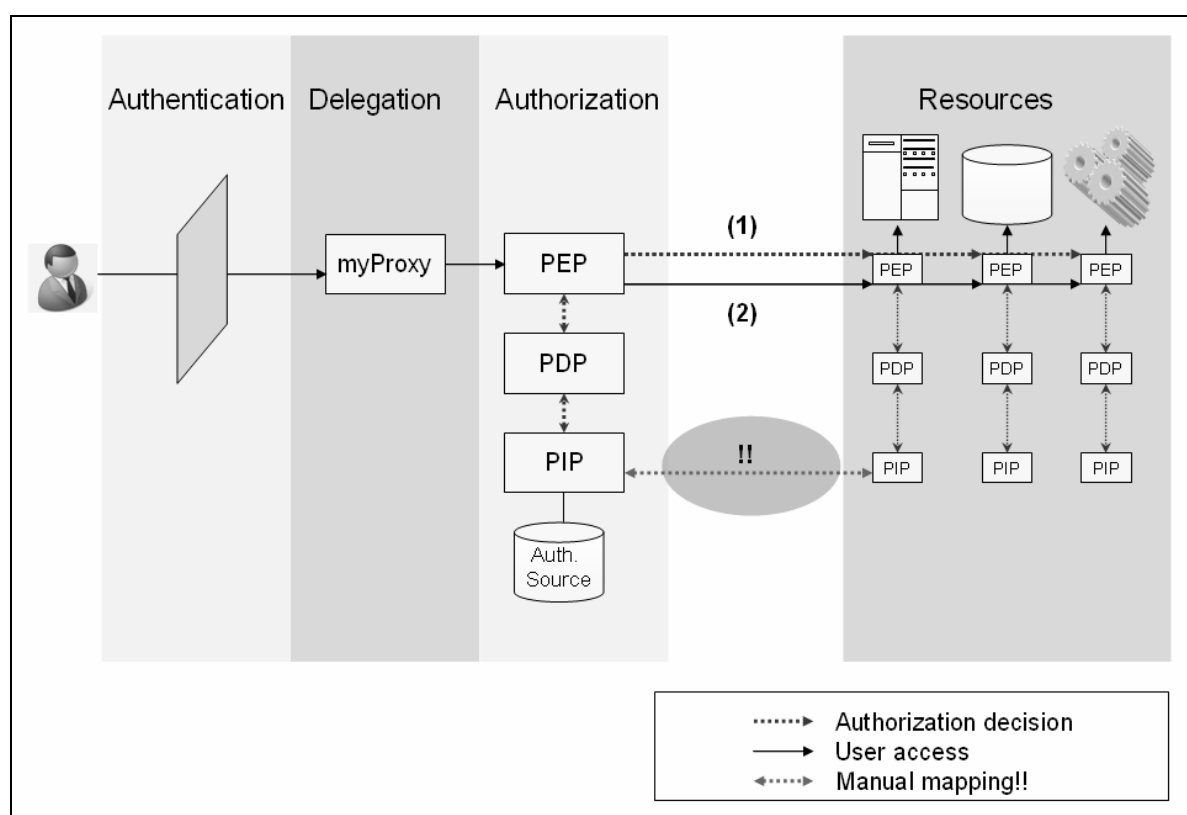 Authentication
Delegation
Authorization
Resources
(1)
myProxy
PEP
PEP
PEP
PEP
(2)
PDP
PDP
PDP
PDP
!!
PIP
PIP
PIP
PIP
Auth.
Source
Authorization decision
User access
Manual mapping!!